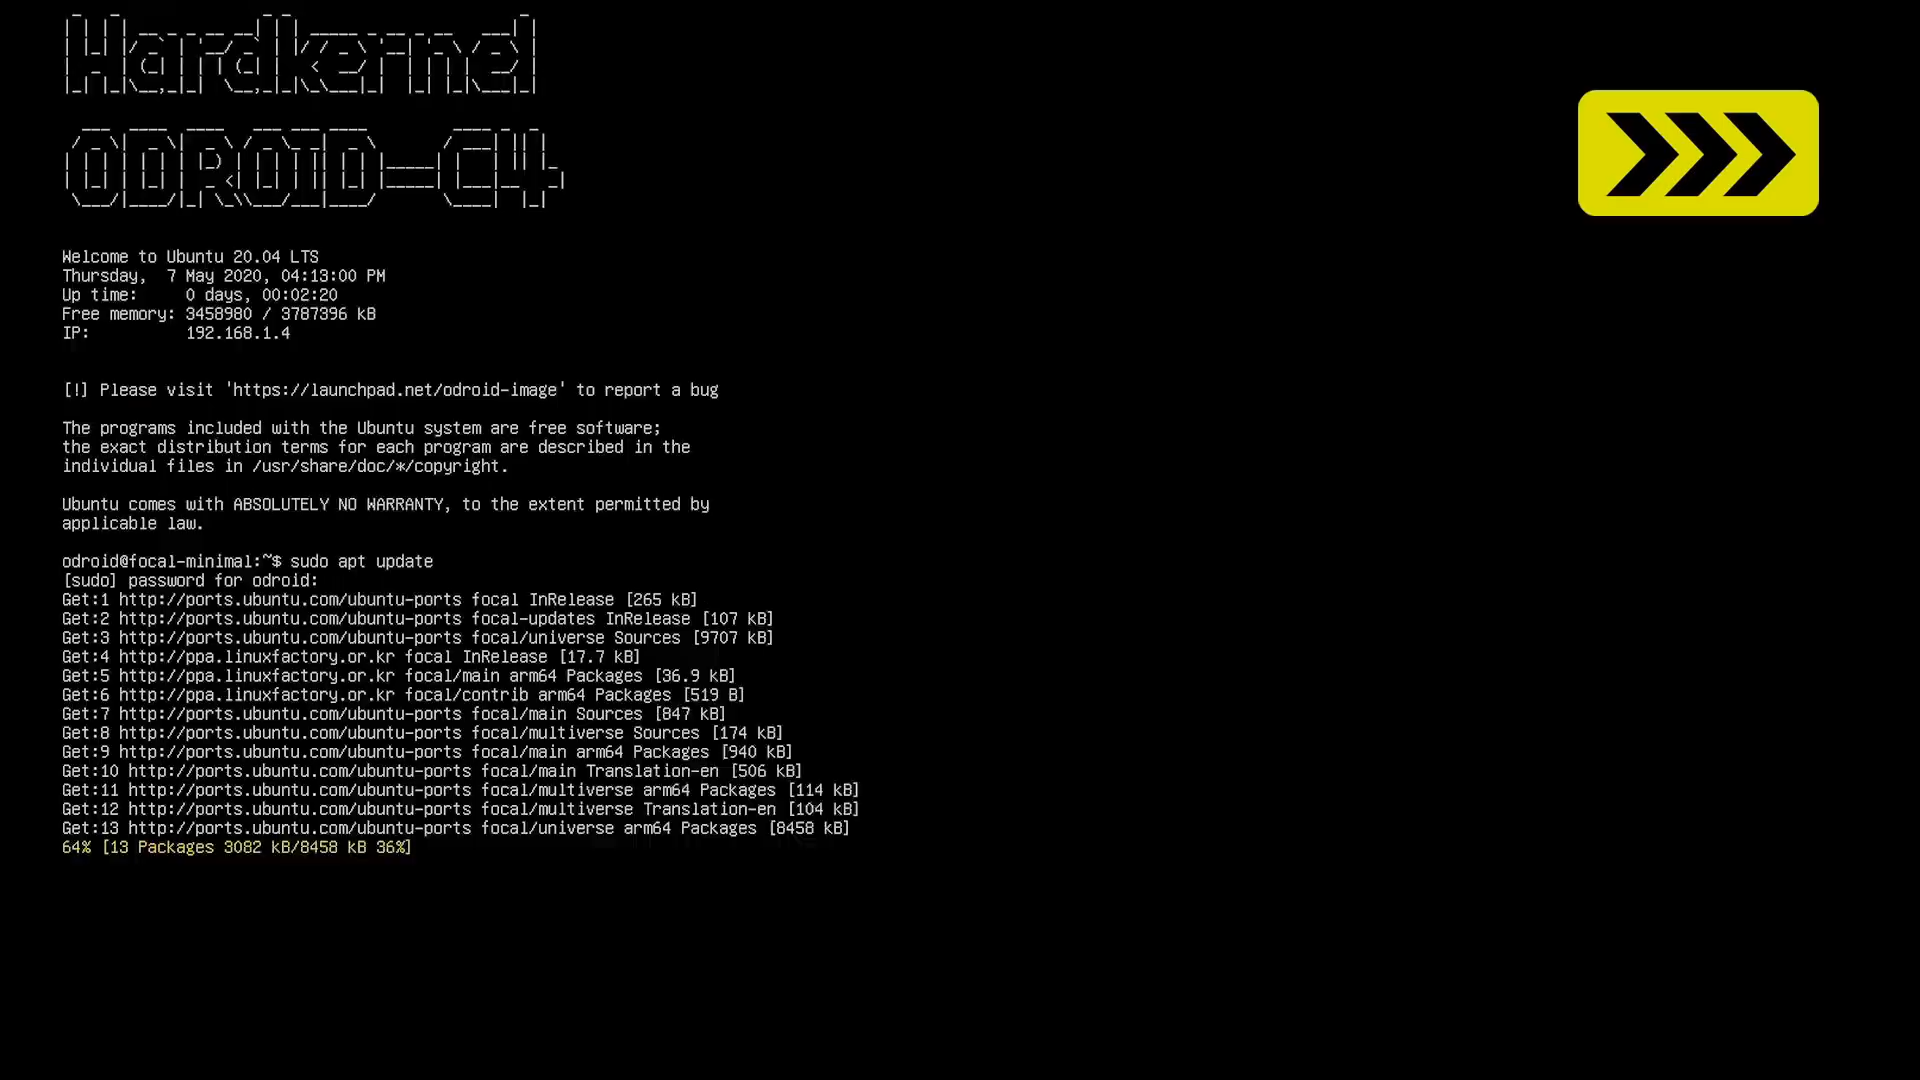 Hardkernel
ODROID-C4
Welcome to Ubuntu 20.04 LTS
Thursday,  7 May 2020, 04:13:00 PM
Up time:     0 days, 00:02:20
Free memory: 3458980 / 3787396 kB
IP:          192.168.1.4
[!] Please visit 'https://launchpad.net/odroid-image' to report a bug
The programs included with the Ubuntu system are free software;
the exact distribution terms for each program are described in the
individual files in /usr/share/doc/*/copyright.
Ubuntu comes with ABSOLUTELY NO WARRANTY, to the extent permitted by
applicable law.
odroid@focal-minimal:~$ sudo apt update
[sudo] password for odroid:
Get:1 http://ports.ubuntu.com/ubuntu-ports focal InRelease [265 kB]
Get:2 http://ports.ubuntu.com/ubuntu-ports focal-updates InRelease [107 kB]
Get:3 http://ports.ubuntu.com/ubuntu-ports focal/universe Sources [9707 kB]
Get:4 http://ppa.linuxfactory.or.kr focal InRelease [17.7 kB]
Get:5 http://ppa.linuxfactory.or.kr focal/main arm64 Packages [36.9 kB]
Get:6 http://ppa.linuxfactory.or.kr focal/contrib arm64 Packages [519 B]
Get:7 http://ports.ubuntu.com/ubuntu-ports focal/main Sources [847 kB]
Get:8 http://ports.ubuntu.com/ubuntu-ports focal/multiverse Sources [174 kB]
Get:9 http://ports.ubuntu.com/ubuntu-ports focal/main arm64 Packages [940 kB]
Get:10 http://ports.ubuntu.com/ubuntu-ports focal/main Translation-en [506 kB]
Get:11 http://ports.ubuntu.com/ubuntu-ports focal/multiverse arm64 Packages [114 kB]
Get:12 http://ports.ubuntu.com/ubuntu-ports focal/multiverse Translation-en [104 kB]
Get:13 http://ports.ubuntu.com/ubuntu-ports focal/universe arm64 Packages [8458 kB]
64% [13 Packages 3082 kB/8458 kB 36%]